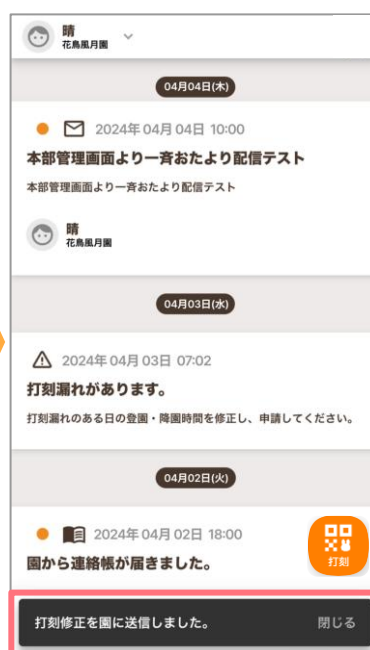 晴
花鳥風月園
04月04日(木)
2024年04月04日 10:00
本部管理画面より一斉おたより配信テスト
本部管理画面より一斉おたより配信テスト
晴
花鳥風月園
04月03日(水)
2024年04月03日 07:02
打刻漏れがあります。
打刻漏れのある日の登園・降園時間を修正し、申請してください。
04月02日(火)
2024年04月02日 18:00
園から連絡帳が届きました。
打刻
打刻修正を園に送信しました。 閉じる